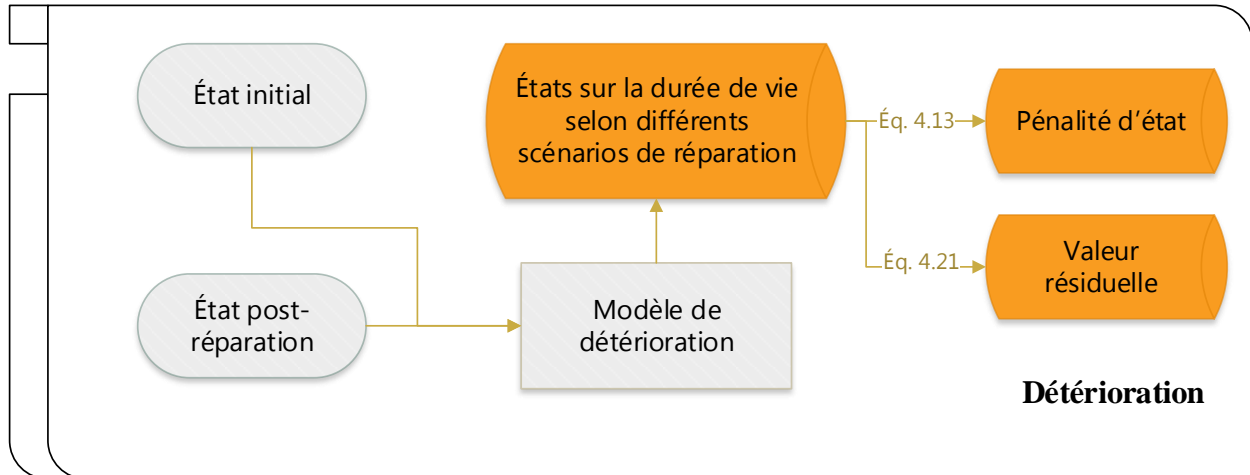 État initial
États sur la durée de vie
selon différents
scénarios de réparation
Éq. 4.13
Pénalité d’état
Éq. 4.21
Valeur
résiduelle
État post-
réparation
Modèle de
détérioration
Détérioration